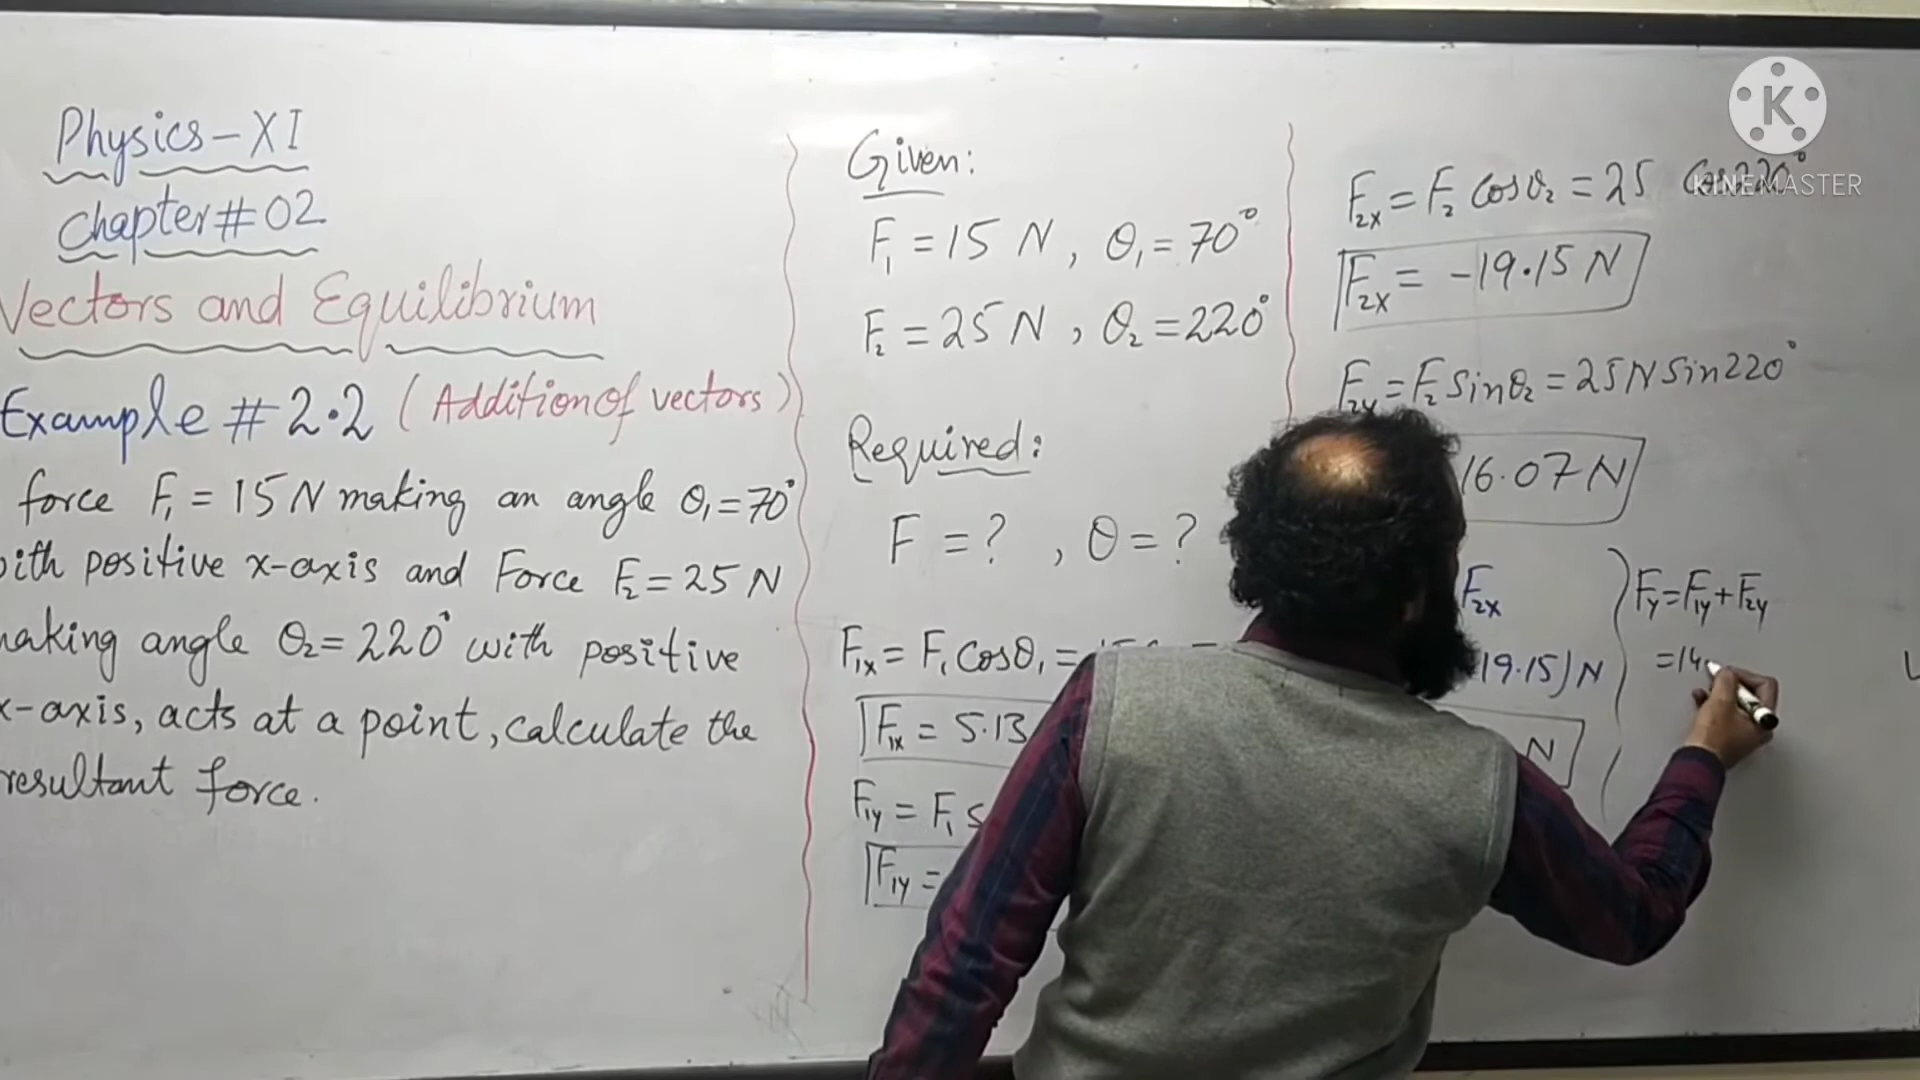 Physics-XI
Chapter # 02
Vectors and Equilibrium
Example # 2.2 (Addition of vectors)
force F₁ = 15 N making an angle θ₁ = 70°
with positive x-axis and Force F₂ = 25 N
making angle θ₂ = 220° with positive
x-axis, acts at a point, calculate the
resultant force.
Given:
F₁ = 15 N, θ₁ = 70°
F₂ = 25 N, θ₂ = 220°
Required:
F = ?, θ = ?
F₁ₓ = F₁ Cosθ₁ =
F₁ₓ = 5.13
F₁y = F₁ S
F₁y =
F₂ₓ = F₂ Cosθ₂ = 25 Cos220°
F₂ₓ = -19.15 N
F₂y = F₂ Sinθ₂ = 25N Sin220°
16.07 N
F₂ₓ
19.15) N
N
Fy = F₁y + F₂y
= 14
K
KINEMASTER